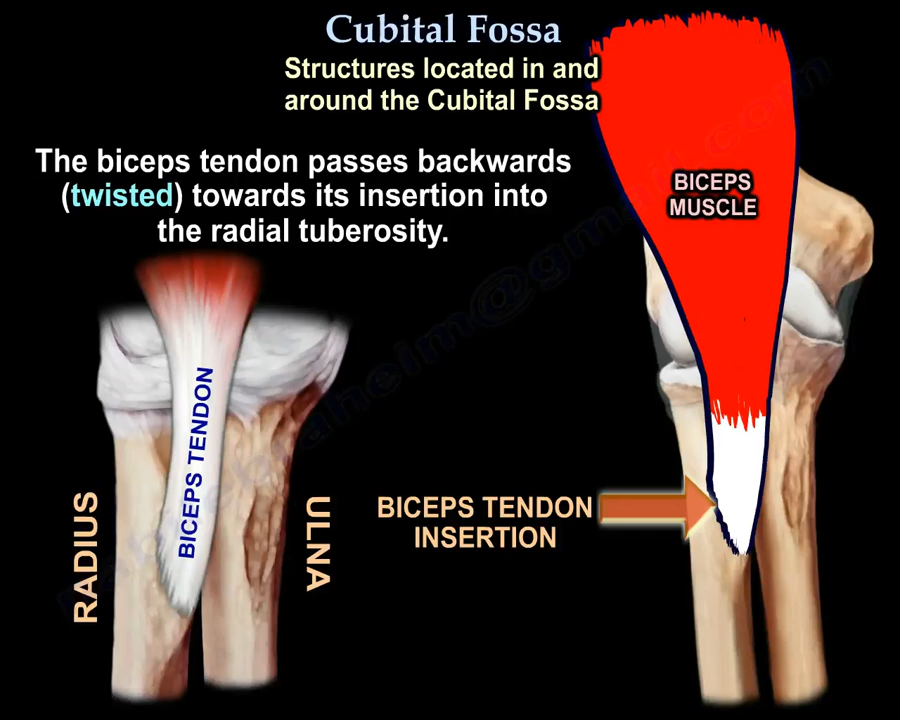 Cubital Fossa
Structures located in and
around the Cubital Fossa
The biceps tendon passes backwards
(twisted) towards its insertion into
the radial tuberosity.
BICEPS
MUSCLE
BICEPS TENDON
RADIUS
ULNA
BICEPS TENDON
INSERTION